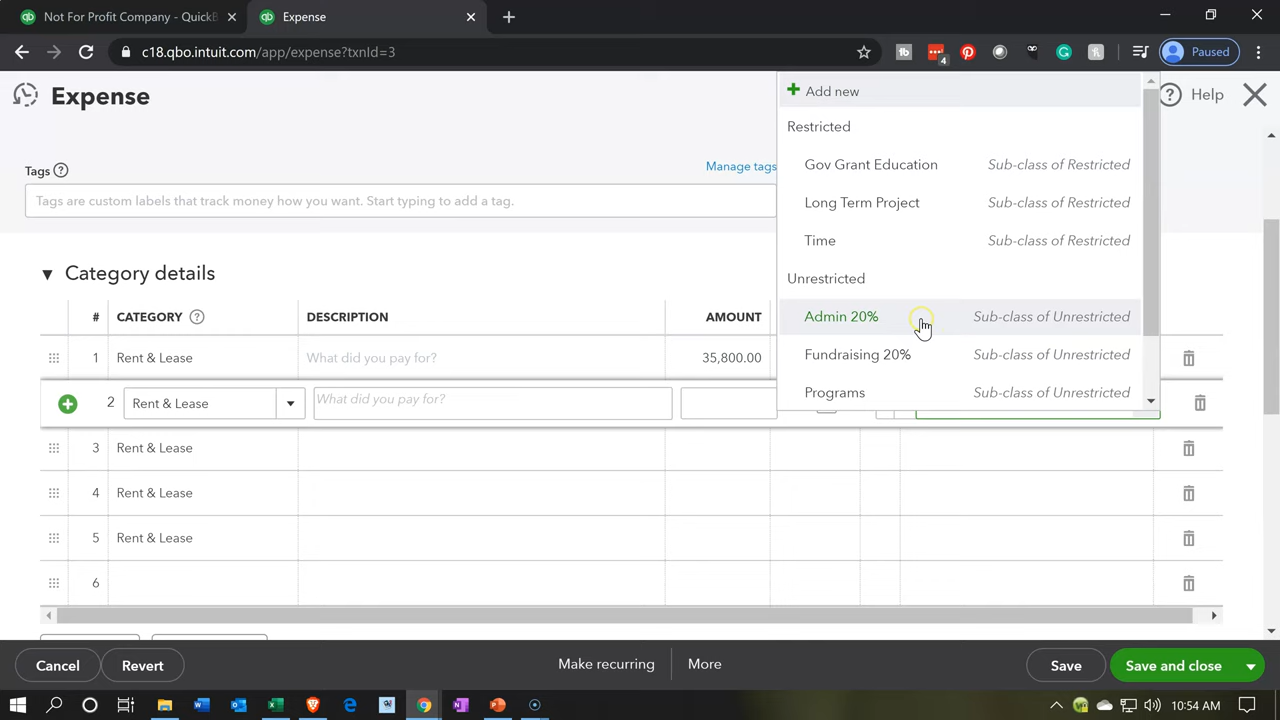 Not For Profit Company - QuickB
Expense
c18.qbo.intuit.com/app/expense?txnId=3
4
Paused
Expense
Help
Tags ?
Manage tags
Tags are custom labels that track money how you want. Start typing to add a tag.
Add new
Restricted
Gov Grant Education Sub-class of Restricted
Long Term Project Sub-class of Restricted
Time Sub-class of Restricted
Unrestricted
Admin 20% Sub-class of Unrestricted
Fundraising 20% Sub-class of Unrestricted
Programs Sub-class of Unrestricted
Category details
# CATEGORY ? DESCRIPTION AMOUNT
1 Rent & Lease What did you pay for? 35,800.00
2 Rent & Lease What did you pay for?
3 Rent & Lease
4 Rent & Lease
5 Rent & Lease
6
Cancel Revert Make recurring More Save Save and close
10:54 AM